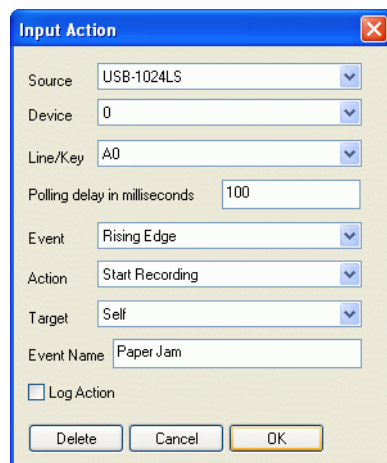 Input Action
Source USB-1024LS
Device 0
Line/Key A0
Polling delay in milliseconds 100
Event Rising Edge
Action Start Recording
Target Self
Event Name Paper Jam
Log Action
Delete Cancel OK